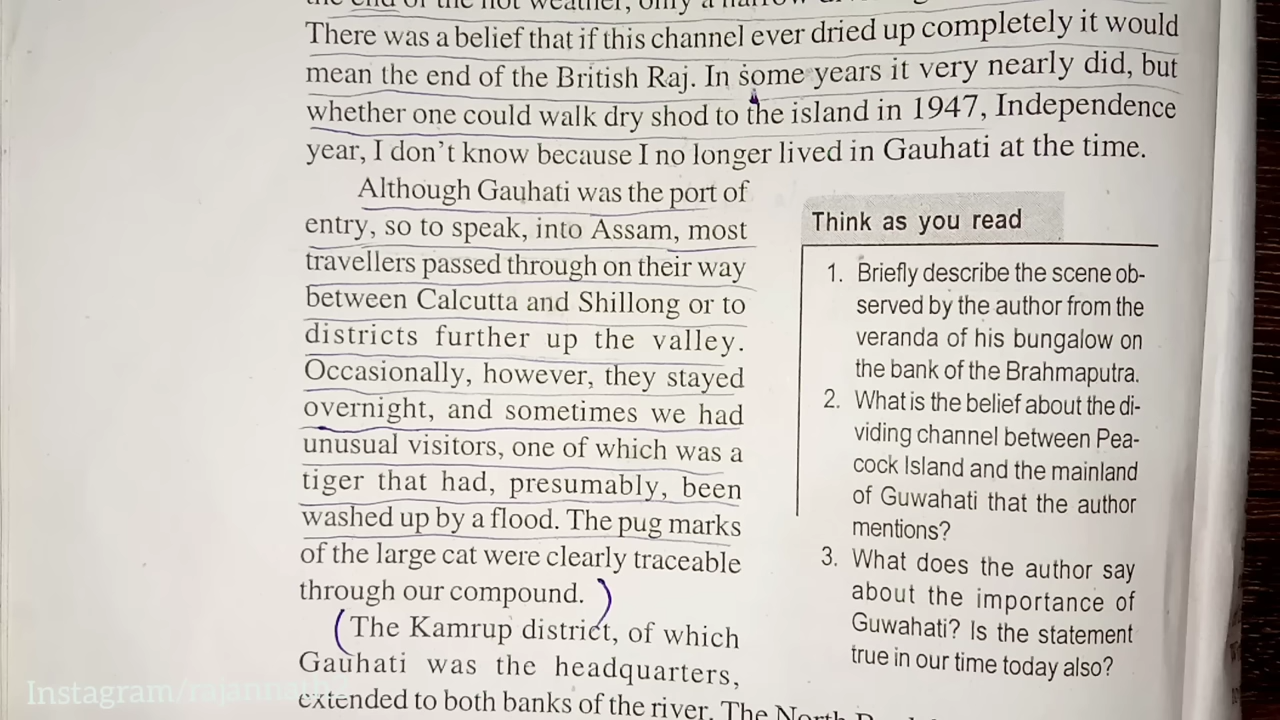 the end of the hot weather, only a narrow
There was a belief that if this channel ever dried up completely it would
mean the end of the British Raj. In some years it very nearly did, but
whether one could walk dry shod to the island in 1947, Independence
year, I don't know because I no longer lived in Gauhati at the time.
Although Gauhati was the port of
entry, so to speak, into Assam, most
travellers passed through on their way
between Calcutta and Shillong or to
districts further up the valley.
Occasionally, however, they stayed
overnight, and sometimes we had
unusual visitors, one of which was a
tiger that had, presumably, been
washed up by a flood. The pug marks
of the large cat were clearly traceable
through our compound. )
(The Kamrup district, of which
Gauhati was the headquarters,
extended to both banks of the river. The North
Think as you read
1. Briefly describe the scene ob-
served by the author from the
veranda of his bungalow on
the bank of the Brahmaputra.
2. What is the belief about the di-
viding channel between Pea-
cock Island and the mainland
of Guwahati that the author
mentions?
3. What does the author say
about the importance of
Guwahati? Is the statement
true in our time today also?